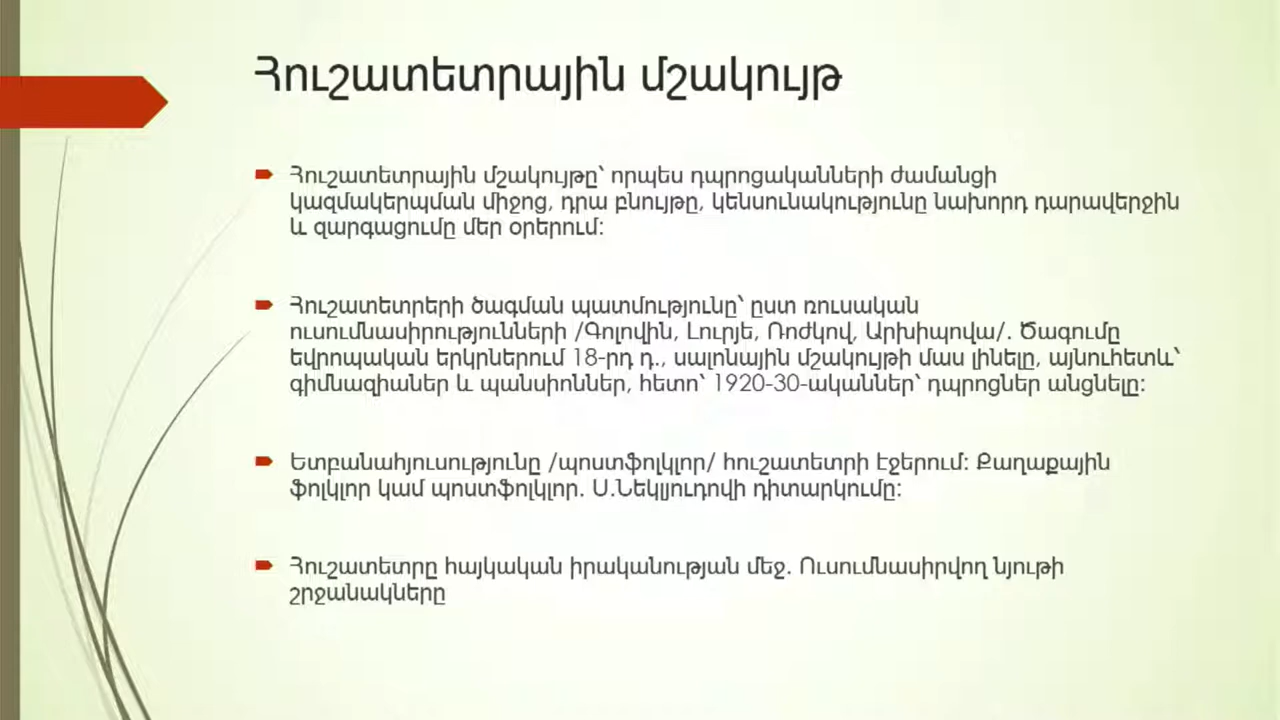 Հուշատետրային մշակույթ
Հուշատետրային մշակույթը՝ որպես դպրոցականների ժամանցի
կազմակերպման միջոց, դրա բնույթը, կենսունակությունը նախորդ դարավերջին
և զարգացումը մեր օրերում:
Հուշատետրերի ծագման պատմությունը՝ ըստ ռուսական
ուսումնասիրությունների /Գոլովին, Լուրյե, Ռոժկով, Արխիպովա/. Ծագումը
եվրոպական երկրներում 18-րդ դ., սալոնային մշակույթի մաս լինելը, այնուհետև՝
գիմնազիաներ և պանսիոններ, հետո՝ 1920-30-ականներ՝ դպրոցներ անցնելը:
Ետբանահյուսությունը /պոստֆոլկլոր/ հուշատետրի էջերում: Քաղաքային
ֆոլկլոր կամ պոստֆոլկլոր. Ս.Նեկլյուդովի դիտարկումը:
Հուշատետրը հայկական իրականության մեջ. Ուսումնասիրվող նյութի
շրջանակները